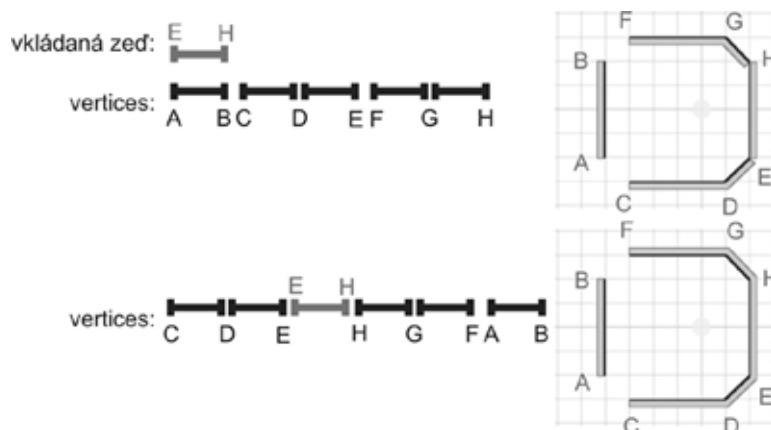 E H
vkládaná zeď:
vertices:
A B C D E F G H
F G
B H
A E
C D
E H
vertices:
C D E H G F A B
F G
B H
A E
C D